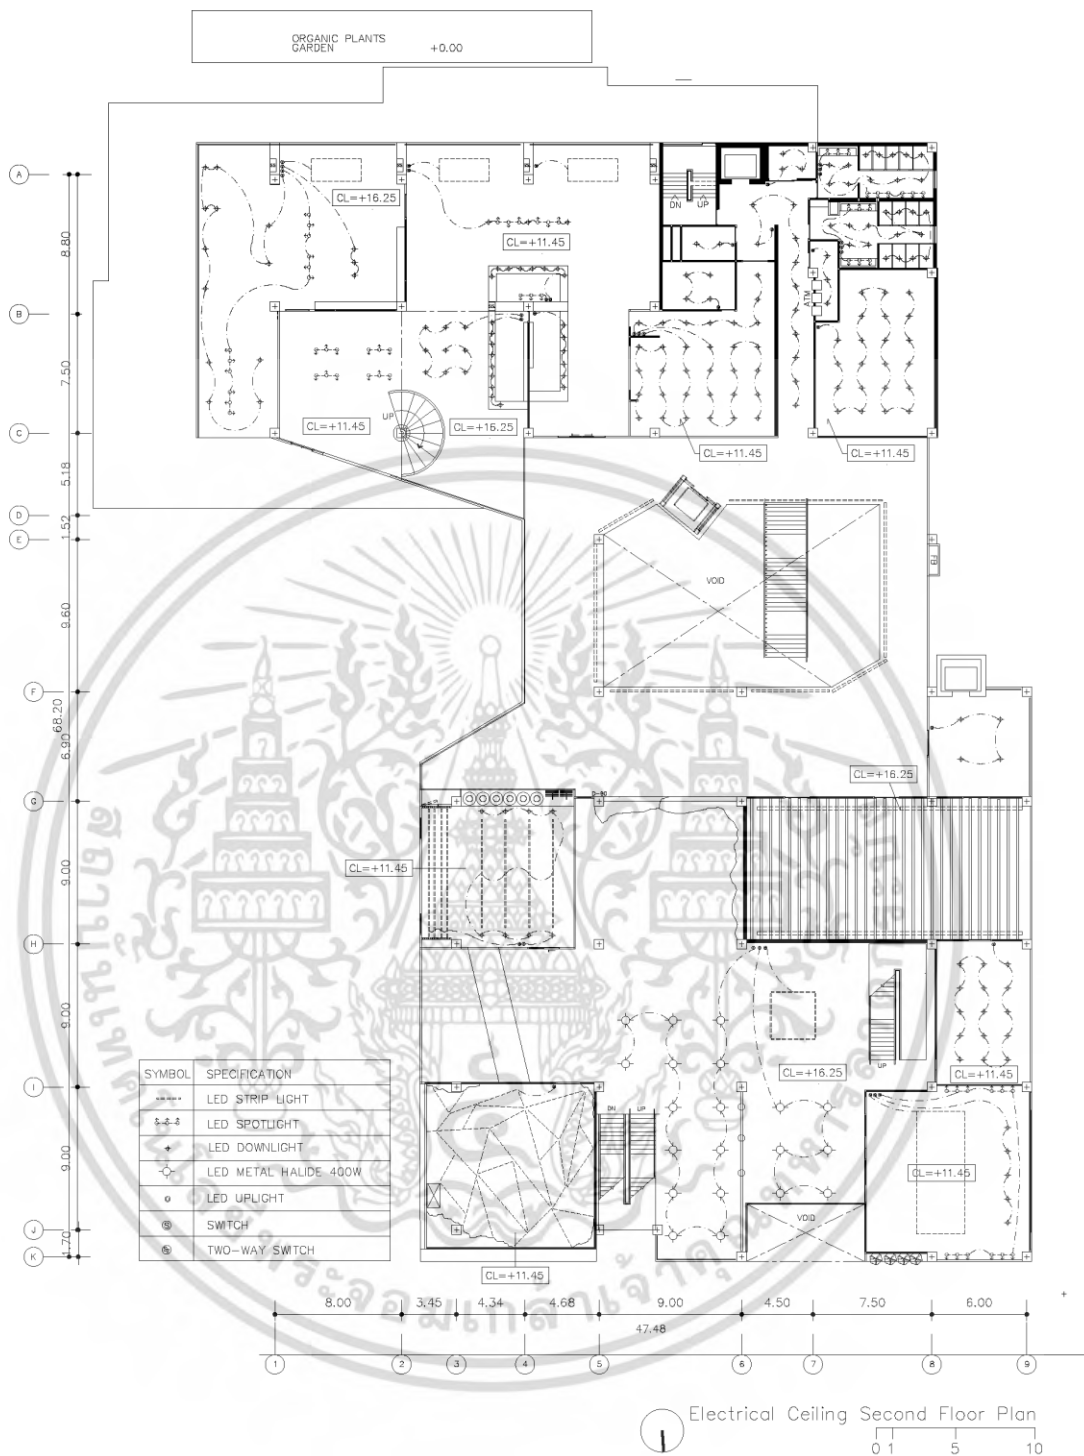 ORGANIC PLANTS
GARDEN +0.00
A
8.80
B
7.50
C
5.18
D
1.52
E
9.60
F
68.20
6.90
G
9.00
H
9.00
I
9.00
J
1.70
K
CL=+16.25
CL=+11.45
DN UP
ATM
UP
CL=+11.45
CL=+16.25
CL=+11.45
CL=+11.45
VOID
FB
CL=+16.25
CL=+11.45
UP
CL=+16.25
CL=+11.45
DN UP
CL=+11.45
VOID
CL=+11.45
SYMBOL SPECIFICATION
LED STRIP LIGHT
LED SPOTLIGHT
LED DOWNLIGHT
LED METAL HALIDE 400W
LED UPLIGHT
S SWITCH
S TWO-WAY SWITCH
8.00 3.45 4.34 4.68 9.00 4.50 7.50 6.00
47.48
1 2 3 4 5 6 7 8 9
Electrical Ceiling Second Floor Plan
0 1 5 10